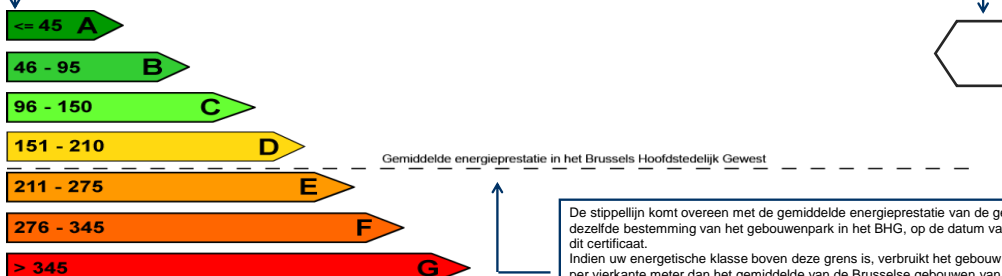 <= 45 A
46 - 95 B
96 - 150 C
151 - 210 D
Gemiddelde energieprestatie in het Brussels Hoofdstedelijk Gewest
211 - 275 E
276 - 345 F
> 345 G
De stippellijn komt overeen met de gemiddelde energieprestatie van de
dezelfde bestemming van het gebouwenpark in het BHG, op de datum
dit certificaat.
Indien uw energetische klasse boven deze grens is, verbruikt het gebouw
per vierkante meter dan het gemiddelde van de Brusselse gebouwen van